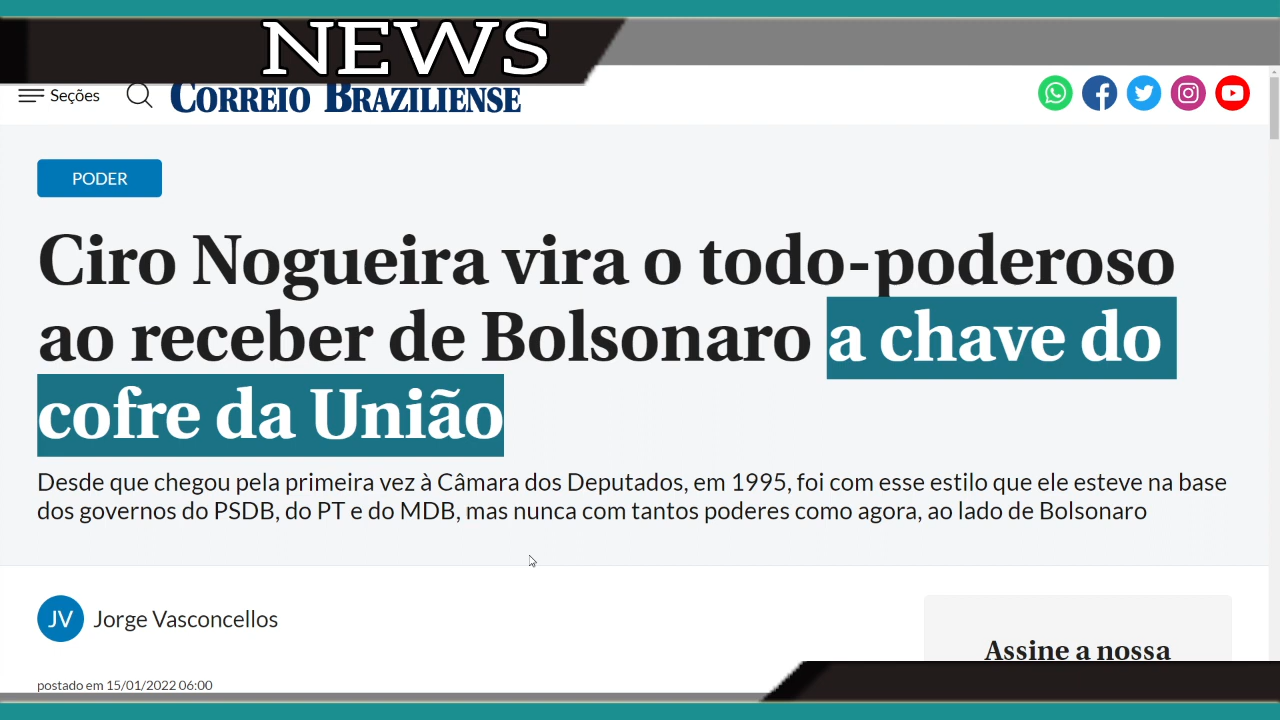 NEWS
Seções
CORREIO BRAZILIENSE
PODER
Ciro Nogueira vira o todo-poderoso
ao receber de Bolsonaro a chave do
cofre da União
Desde que chegou pela primeira vez à Câmara dos Deputados, em 1995, foi com esse estilo que ele esteve na base
dos governos do PSDB, do PT e do MDB, mas nunca com tantos poderes como agora, ao lado de Bolsonaro
JV Jorge Vasconcellos
Assine a nossa
postado em 15/01/2022 06:00